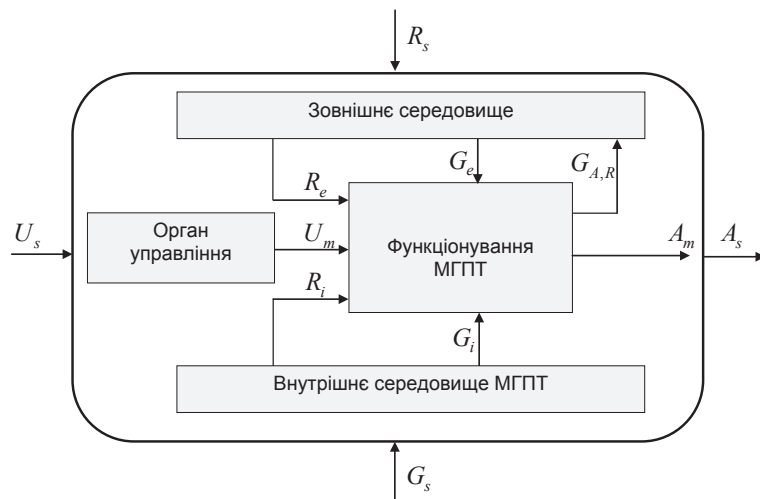 R_s
Зовнішнє середовище
G_e
G_{A,R}
R_e
U_s
Орган
управління
U_m
Функціонування
МГПТ
A_m
A_s
R_i
G_i
Внутрішнє середовище МГПТ
G_s